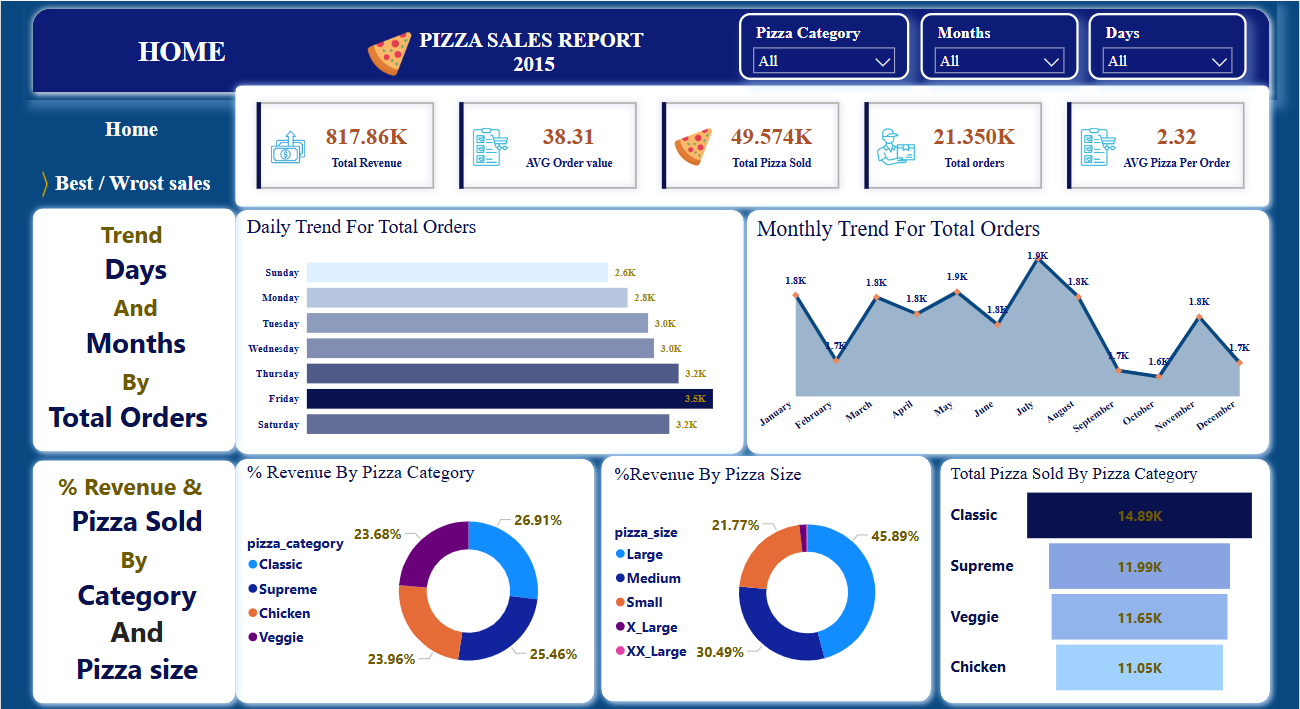 HOME
PIZZA SALES REPORT
2015
Pizza Category
All
Months
All
Days
All
Home
Best / Wrost sales
817.86K
Total Revenue
38.31
AVG Order value
49.574K
Total Pizza Sold
21.350K
Total orders
2.32
AVG Pizza Per Order
Trend
Days
And
Months
By
Total Orders
Daily Trend For Total Orders
Sunday 2.6K
Monday 2.8K
Tuesday 3.0K
Wednesday 3.0K
Thursday 3.2K
Friday 3.5K
Saturday 3.2K
Monthly Trend For Total Orders
1.8K 1.7K 1.8K 1.8K 1.9K 1.8K 1.9K 1.8K 1.7K 1.6K 1.8K 1.7K
January February March April May June July August September October November December
% Revenue &
Pizza Sold
By
Category
And
Pizza size
% Revenue By Pizza Category
pizza_category
Classic
Supreme
Chicken
Veggie
26.91%
25.46%
23.96%
23.68%
%Revenue By Pizza Size
pizza_size
Large
Medium
Small
X_Large
XX_Large
45.89%
30.49%
21.77%
Total Pizza Sold By Pizza Category
Classic 14.89K
Supreme 11.99K
Veggie 11.65K
Chicken 11.05K